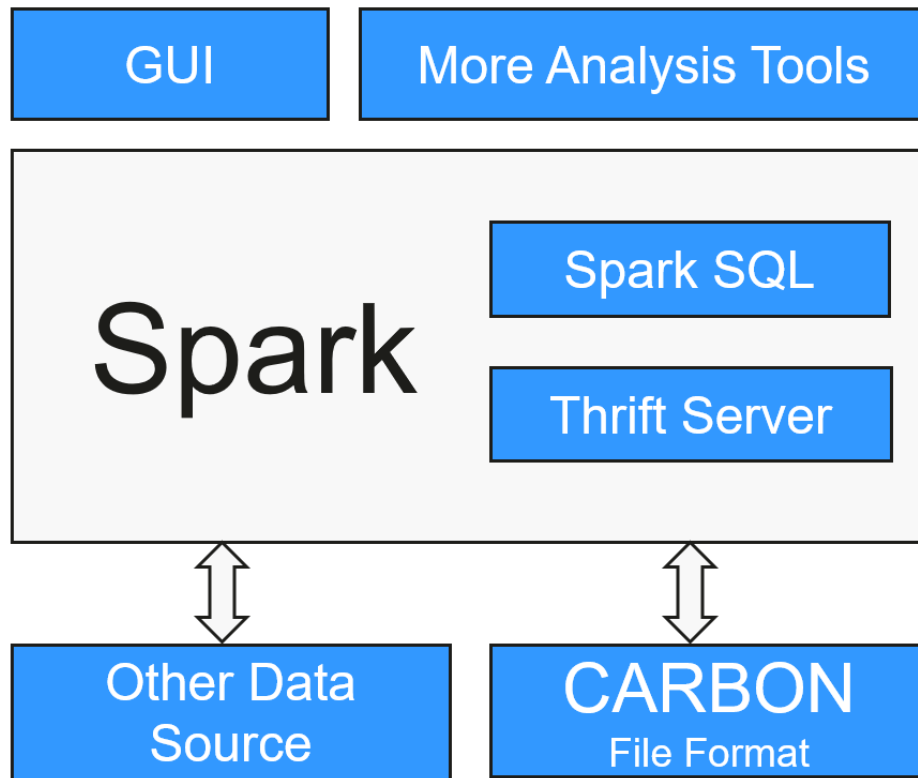 GUI
More Analysis Tools
Spark
Spark SQL
Thrift Server
Other Data
Source
CARBON
File Format